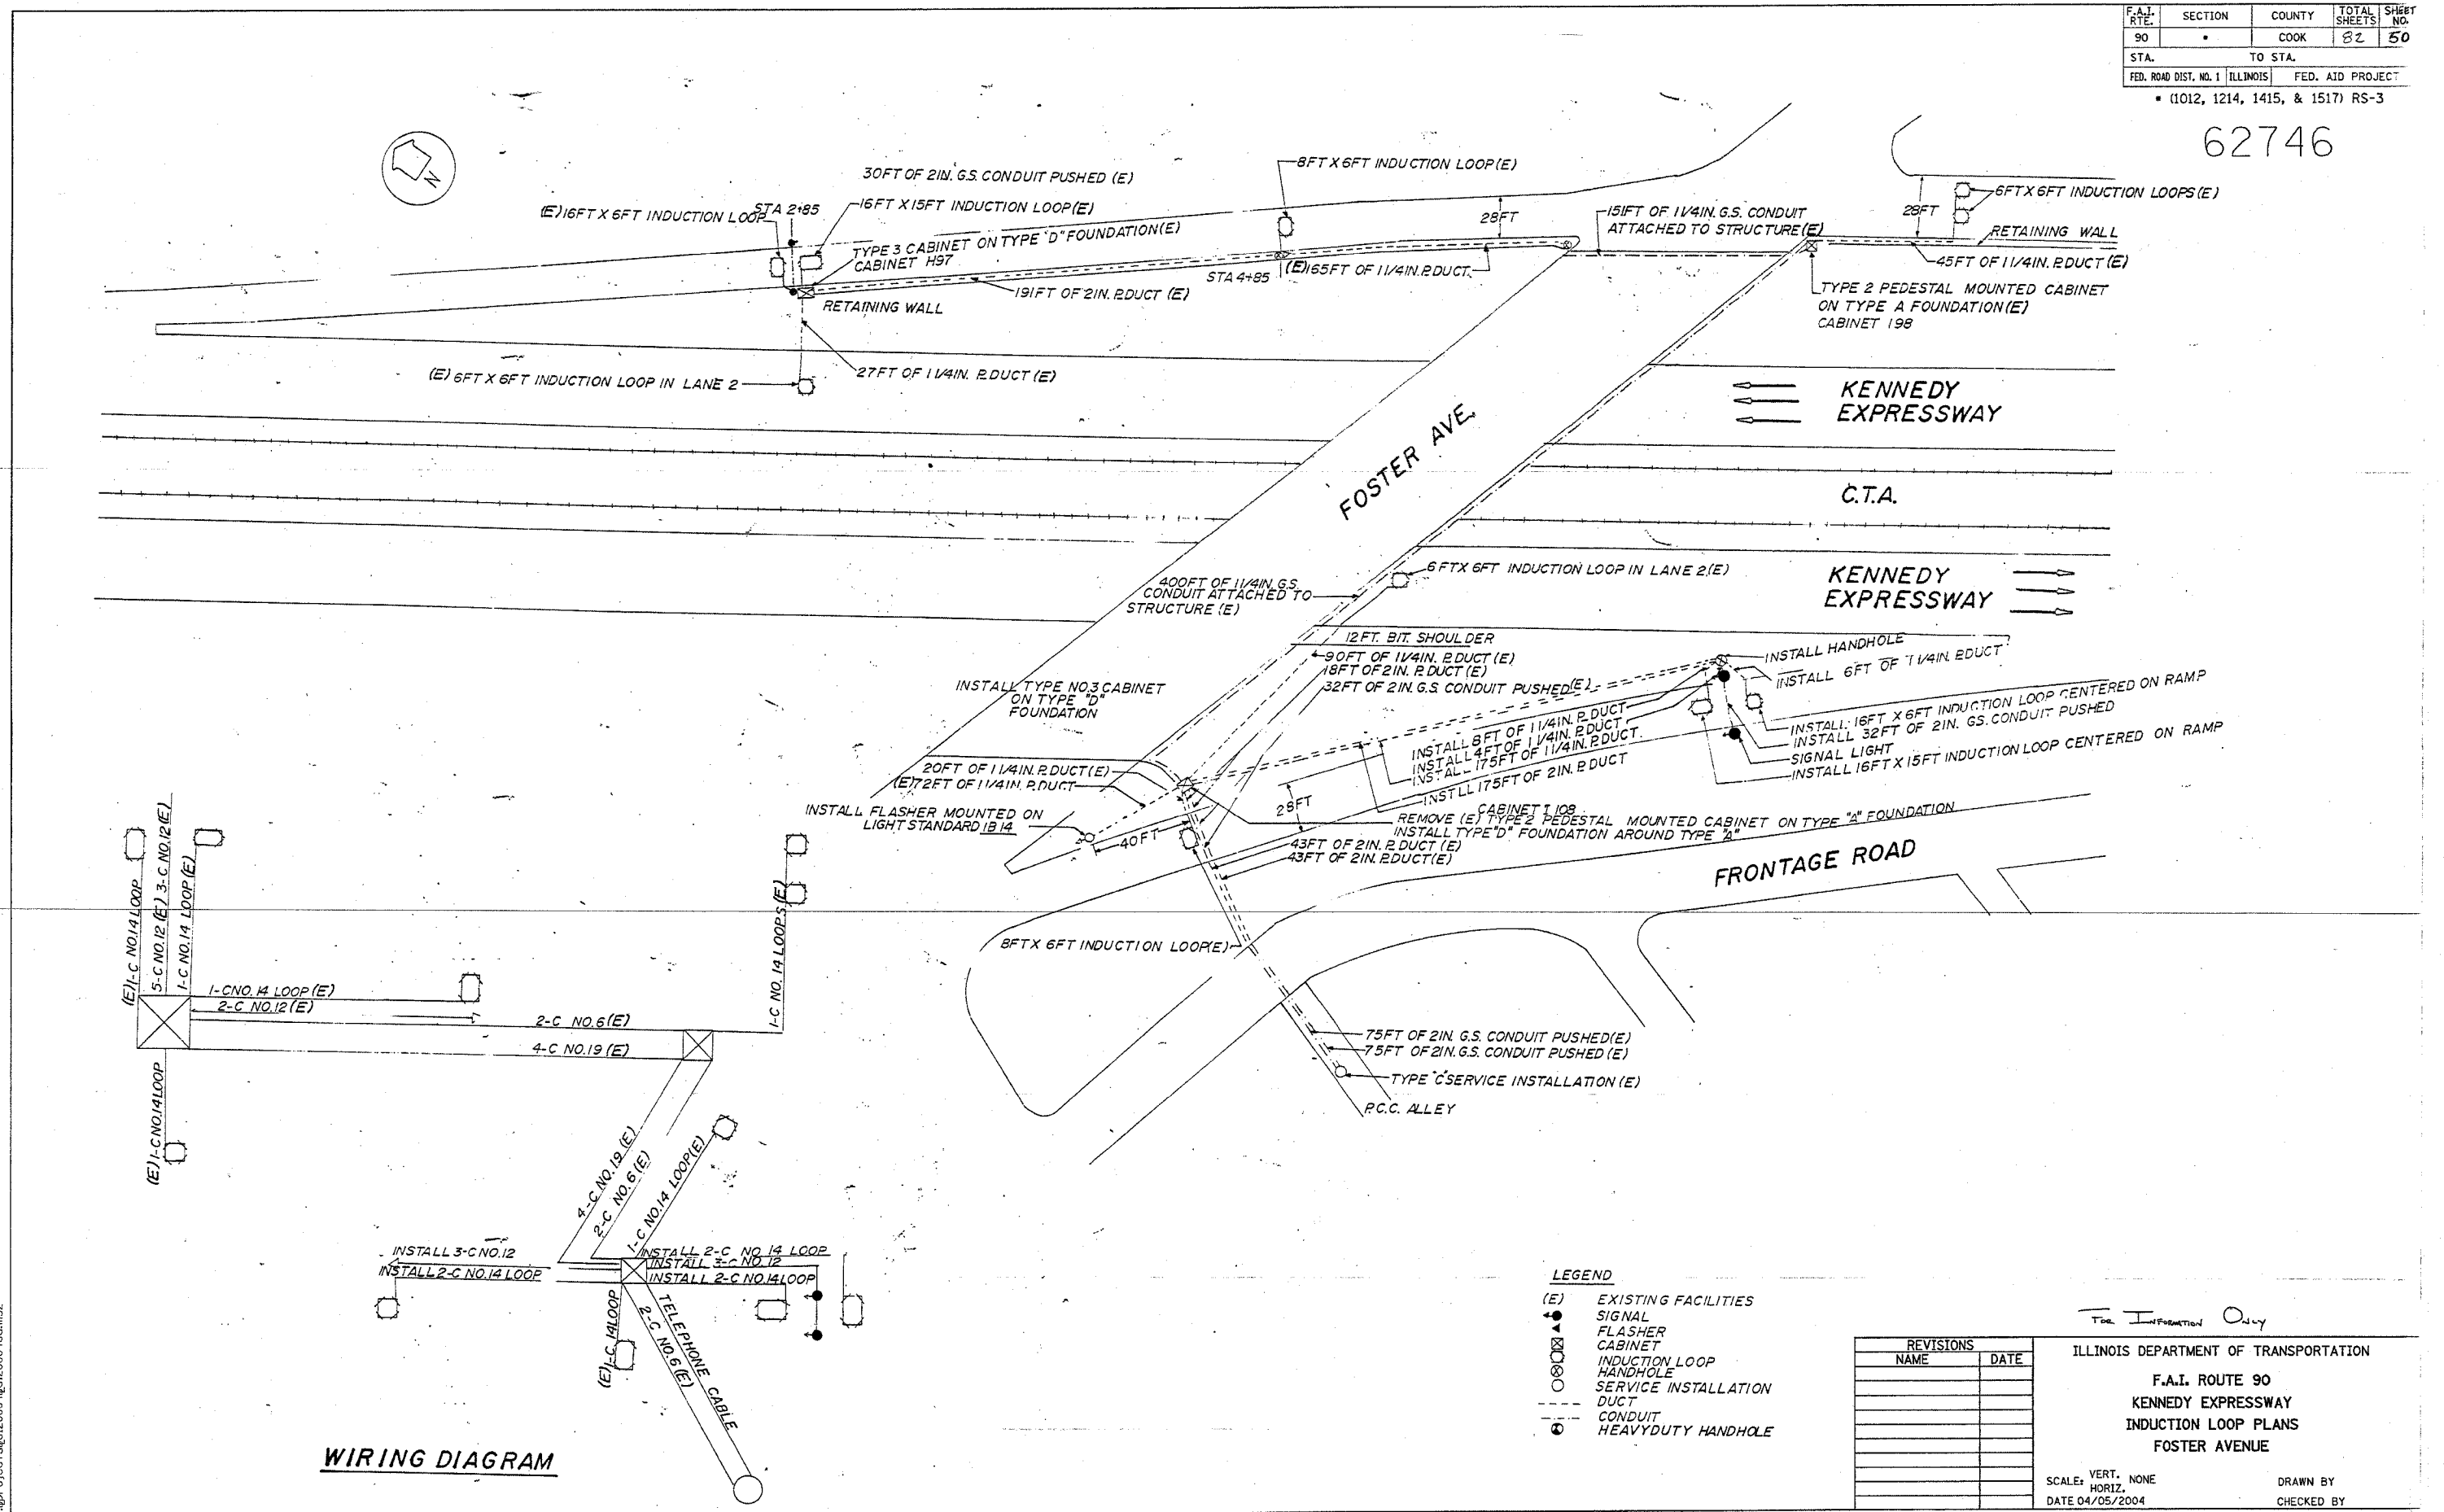 F.A.I. RTE. SECTION COUNTY TOTAL SHEETS SHEET NO.
90 • COOK 82 50
STA. TO STA.
FED. ROAD DIST. NO. 1 ILLINOIS FED. AID PROJECT
• (1012, 1214, 1415, & 1517) RS-3
62746
N
30FT OF 2IN. G.S. CONDUIT PUSHED (E)
(E)16FT X 6FT INDUCTION LOOP
STA 2+85
16FT X 15FT INDUCTION LOOP(E)
TYPE 3 CABINET ON TYPE "D" FOUNDATION(E)
CABINET H97
191FT OF 2IN. P.DUCT (E)
RETAINING WALL
(E) 6FT X 6FT INDUCTION LOOP IN LANE 2
27FT OF 1 1/4IN. P.DUCT (E)
8FT X 6FT INDUCTION LOOP(E)
28FT
STA 4+85
(E)165FT OF 1 1/4IN. P.DUCT
151FT OF 1 1/4IN. G.S. CONDUIT
ATTACHED TO STRUCTURE(E)
28FT
6FT X 6FT INDUCTION LOOPS(E)
RETAINING WALL
45FT OF 1 1/4IN. P.DUCT (E)
TYPE 2 PEDESTAL MOUNTED CABINET
ON TYPE A FOUNDATION(E)
CABINET 198
KENNEDY
EXPRESSWAY
FOSTER AVE.
C.T.A.
KENNEDY
EXPRESSWAY
400FT OF 1 1/4IN. G.S.
CONDUIT ATTACHED TO
STRUCTURE (E)
6FT X 6FT INDUCTION LOOP IN LANE 2.(E)
12FT. BIT. SHOULDER
90FT OF 1 1/4IN. P.DUCT (E)
18FT OF 2IN. P.DUCT (E)
32FT OF 2IN. G.S. CONDUIT PUSHED(E)
INSTALL HANDHOLE
INSTALL 6FT OF 1 1/4IN. P.DUCT
INSTALL TYPE NO.3 CABINET
ON TYPE "D"
FOUNDATION
INSTALL 8FT OF 1 1/4IN. P.DUCT
INSTALL 4FT OF 1 1/4IN. P.DUCT
INSTALL 175FT OF 1 1/4IN. P.DUCT
INSTLL 175FT OF 2IN. P.DUCT
INSTALL 16FT X 6FT INDUCTION LOOP CENTERED ON RAMP
INSTALL 32FT OF 2IN. GS. CONDUIT PUSHED
SIGNAL LIGHT
INSTALL 16FT X 15FT INDUCTION LOOP CENTERED ON RAMP
20FT OF 1 1/4IN. P.DUCT(E)
(E)72FT OF 1 1/4IN. P.DUCT
INSTALL FLASHER MOUNTED ON
LIGHT STANDARD 1B 14
40FT
28FT
CABINET I 108
REMOVE (E) TYPE 2 PEDESTAL MOUNTED CABINET ON TYPE "A" FOUNDATION
INSTALL TYPE"D" FOUNDATION AROUND TYPE "A"
43FT OF 2IN. P.DUCT (E)
43FT OF 2IN. P.DUCT(E)
FRONTAGE ROAD
8FT X 6FT INDUCTION LOOP(E)
75FT OF 2IN. G.S. CONDUIT PUSHED(E)
75FT OF 2IN. G.S. CONDUIT PUSHED (E)
TYPE "C" SERVICE INSTALLATION (E)
P.C.C. ALLEY
(E)1-C NO.14 LOOP
5-C NO.12 (E) 3-C NO.12(E)
1-C NO.14 LOOP (E)
1-C NO. 14 LOOP (E)
2-C NO.12(E)
2-C NO.6(E)
4-C NO.19 (E)
1-C NO. 14 LOOPS(E)
(E)1-C NO.14 LOOP
4-C NO.19 (E)
2-C NO.6 (E)
1-C NO.14 LOOP(E)
INSTALL 3-C NO.12
INSTALL 2-C NO.14 LOOP
INSTALL 2-C NO. 14 LOOP
INSTALL 3-C NO. 12
INSTALL 2-C NO.14 LOOP
(E)1-C. 14LOOP
2-C NO.6(E)
TELEPHONE CABLE
WIRING DIAGRAM
LEGEND
(E) EXISTING FACILITIES
SIGNAL
FLASHER
CABINET
INDUCTION LOOP
HANDHOLE
SERVICE INSTALLATION
DUCT
CONDUIT
HEAVYDUTY HANDHOLE
FOR INFORMATION ONLY
REVISIONS
NAME DATE
ILLINOIS DEPARTMENT OF TRANSPORTATION
F.A.I. ROUTE 90
KENNEDY EXPRESSWAY
INDUCTION LOOP PLANS
FOSTER AVENUE
SCALE: VERT. NONE
HORIZ.
DRAWN BY
DATE 04/05/2004
CHECKED BY